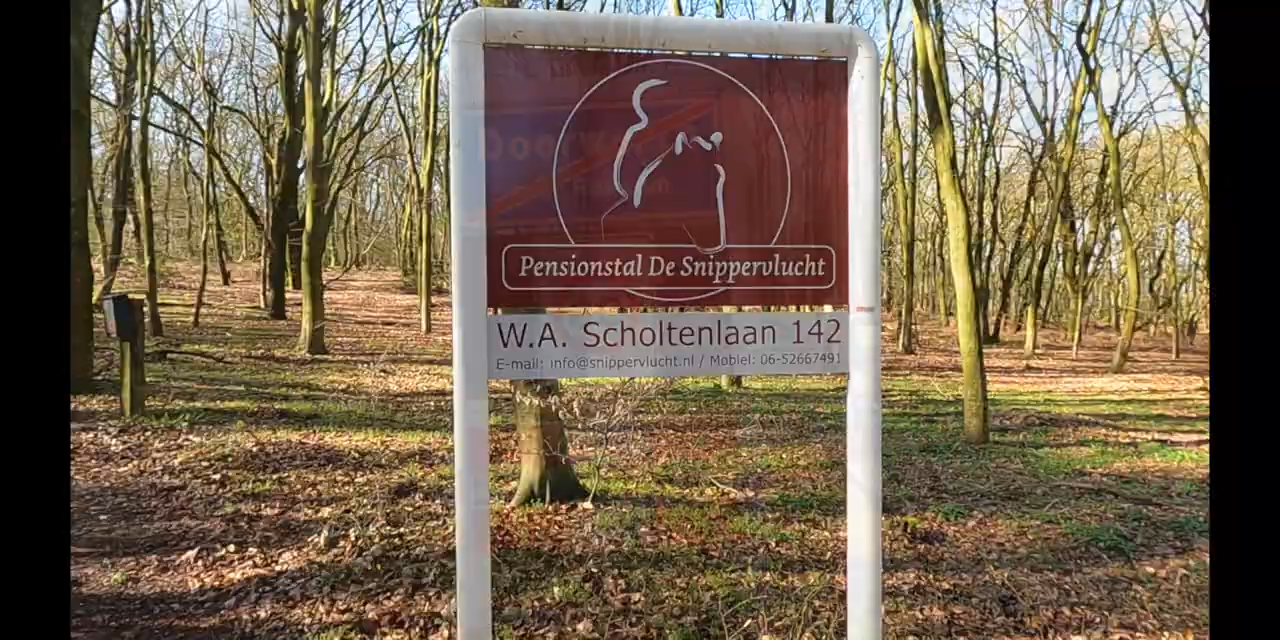 Pensionstal De Snippervlucht
W.A. Scholtenlaan 142
E-mail: info@snippervlucht.nl / Mobiel: 06-52667491